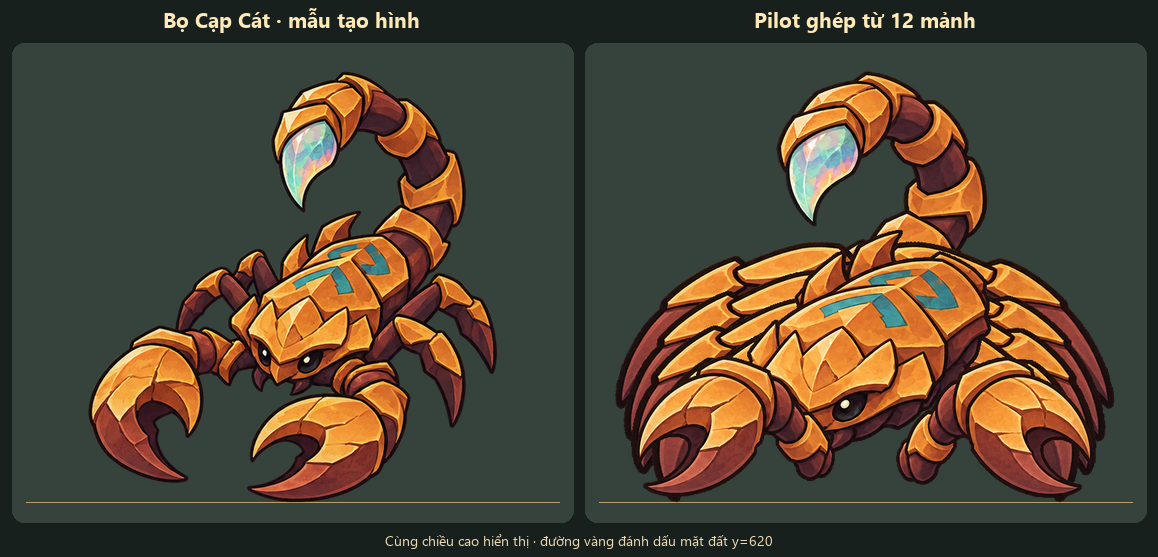 Bọ Cạp Cát · mẫu tạo hình
Pilot ghép từ 12 mảnh
Cùng chiều cao hiển thị · đường vàng đánh dấu mặt đất y=620